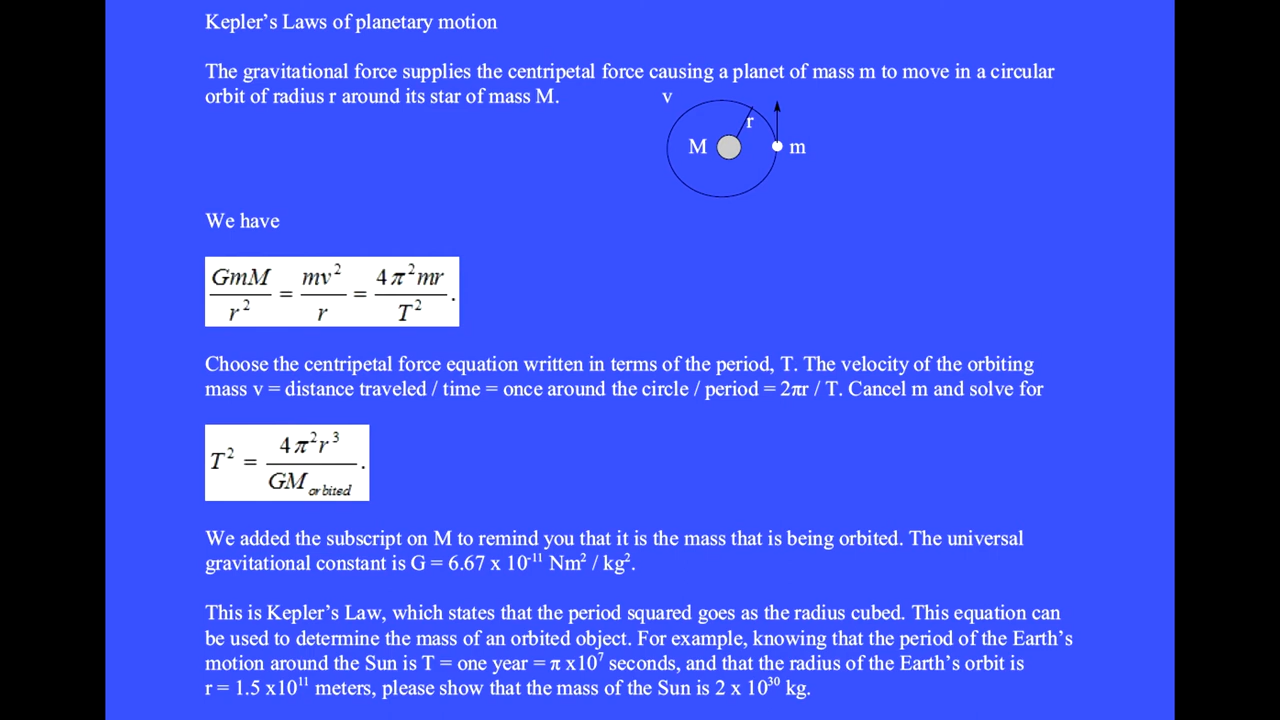 Kepler's Laws of planetary motion
The gravitational force supplies the centripetal force causing a planet of mass m to move in a circular
orbit of radius r around its star of mass M.
v
r
M m
We have
GmM/r² = mv²/r = 4π²mr/T².
Choose the centripetal force equation written in terms of the period, T. The velocity of the orbiting
mass v = distance traveled / time = once around the circle / period = 2πr / T. Cancel m and solve for
T² = 4π²r³/GM_orbited.
We added the subscript on M to remind you that it is the mass that is being orbited. The universal
gravitational constant is G = 6.67 x 10⁻¹¹ Nm² / kg².
This is Kepler's Law, which states that the period squared goes as the radius cubed. This equation can
be used to determine the mass of an orbited object. For example, knowing that the period of the Earth's
motion around the Sun is T = one year = π x10⁷ seconds, and that the radius of the Earth's orbit is
r = 1.5 x10¹¹ meters, please show that the mass of the Sun is 2 x 10³⁰ kg.